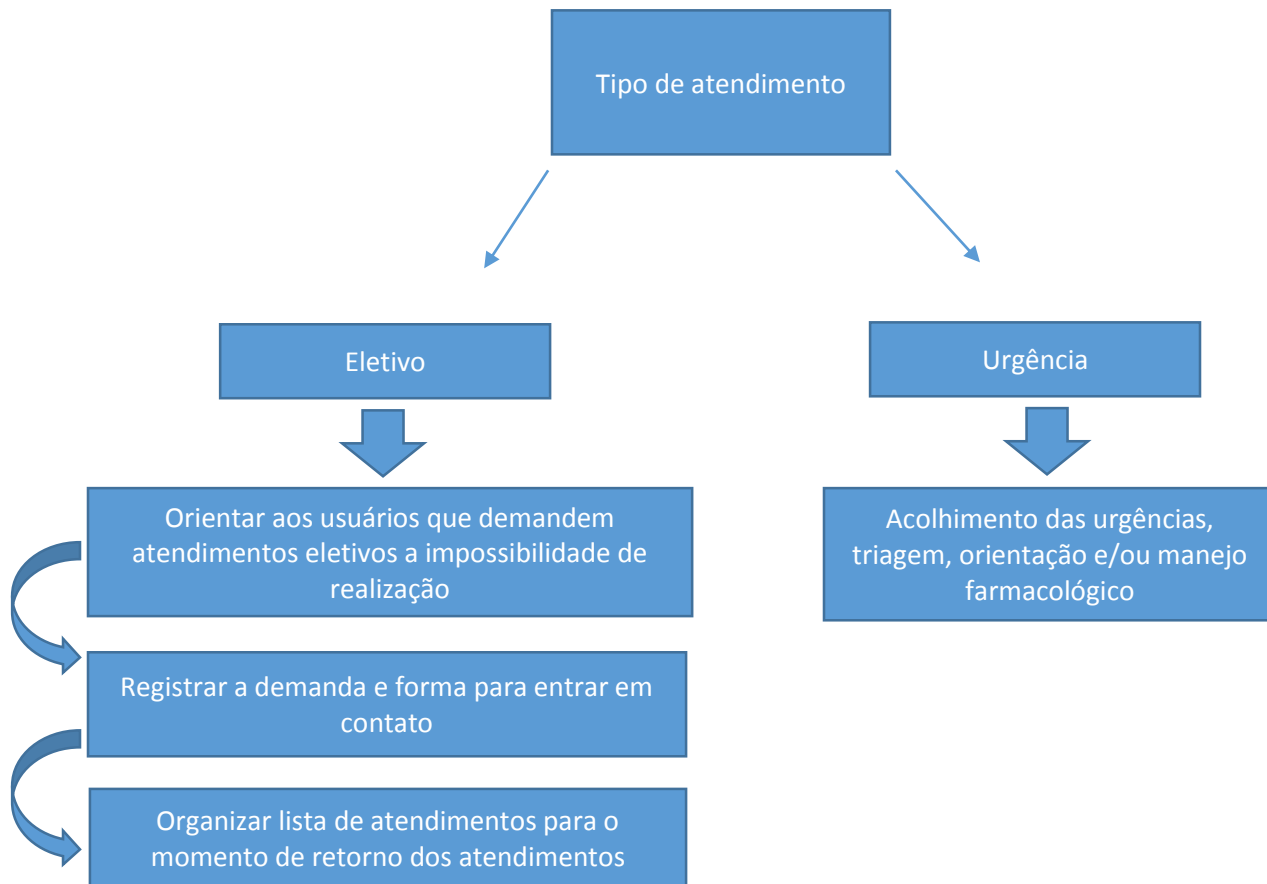 Tipo de atendimento
Eletivo
Urgência
Orientar aos usuários que demandem
atendimentos eletivos a impossibilidade de
realização
Acolhimento das urgências,
triagem, orientação e/ou manejo
farmacológico
Registrar a demanda e forma para entrar em
contato
Organizar lista de atendimentos para o
momento de retorno dos atendimentos